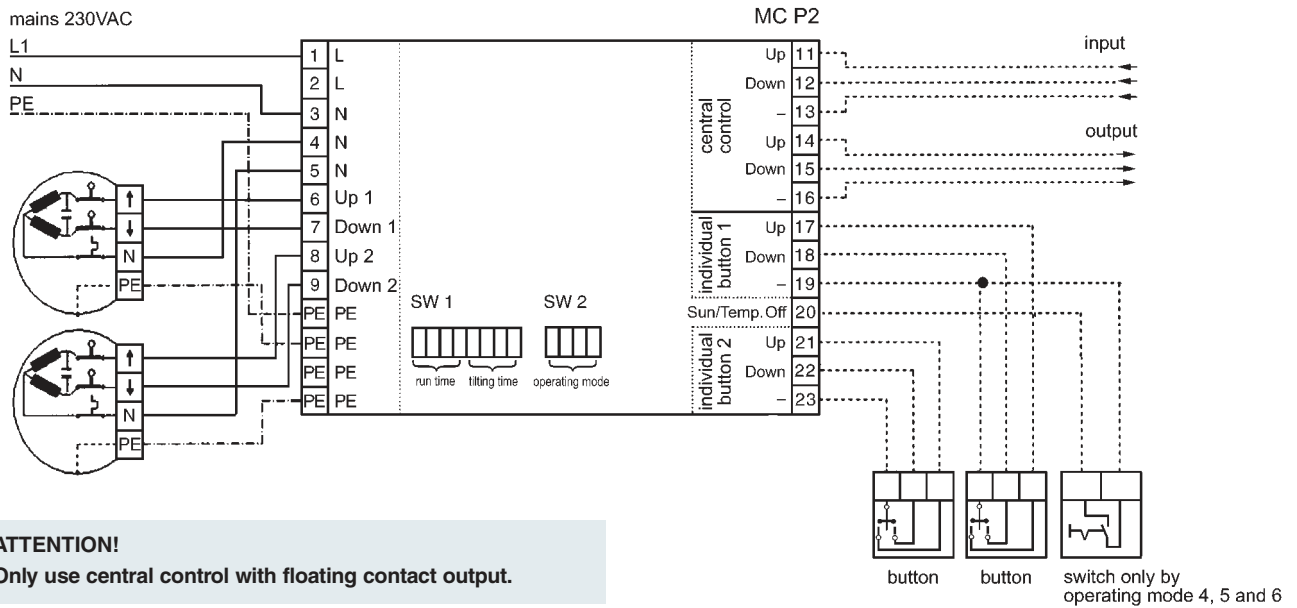 mains 230VAC
MC P2
L1
N
PE
1 L
2 L
3 N
4 N
5 N
6 Up 1
7 Down 1
8 Up 2
9 Down 2
PE PE
PE PE
PE PE
PE PE
N
PE
N
PE
SW 1
SW 2
run time
tilting time
operating mode
central control
Up 11
Down 12
– 13
Up 14
Down 15
– 16
individual button 1
Up 17
Down 18
– 19
Sun/Temp. Off 20
individual button 2
Up 21
Down 22
– 23
input
output
button
button
switch only by
operating mode 4, 5 and 6
ATTENTION!
Only use central control with floating contact output.